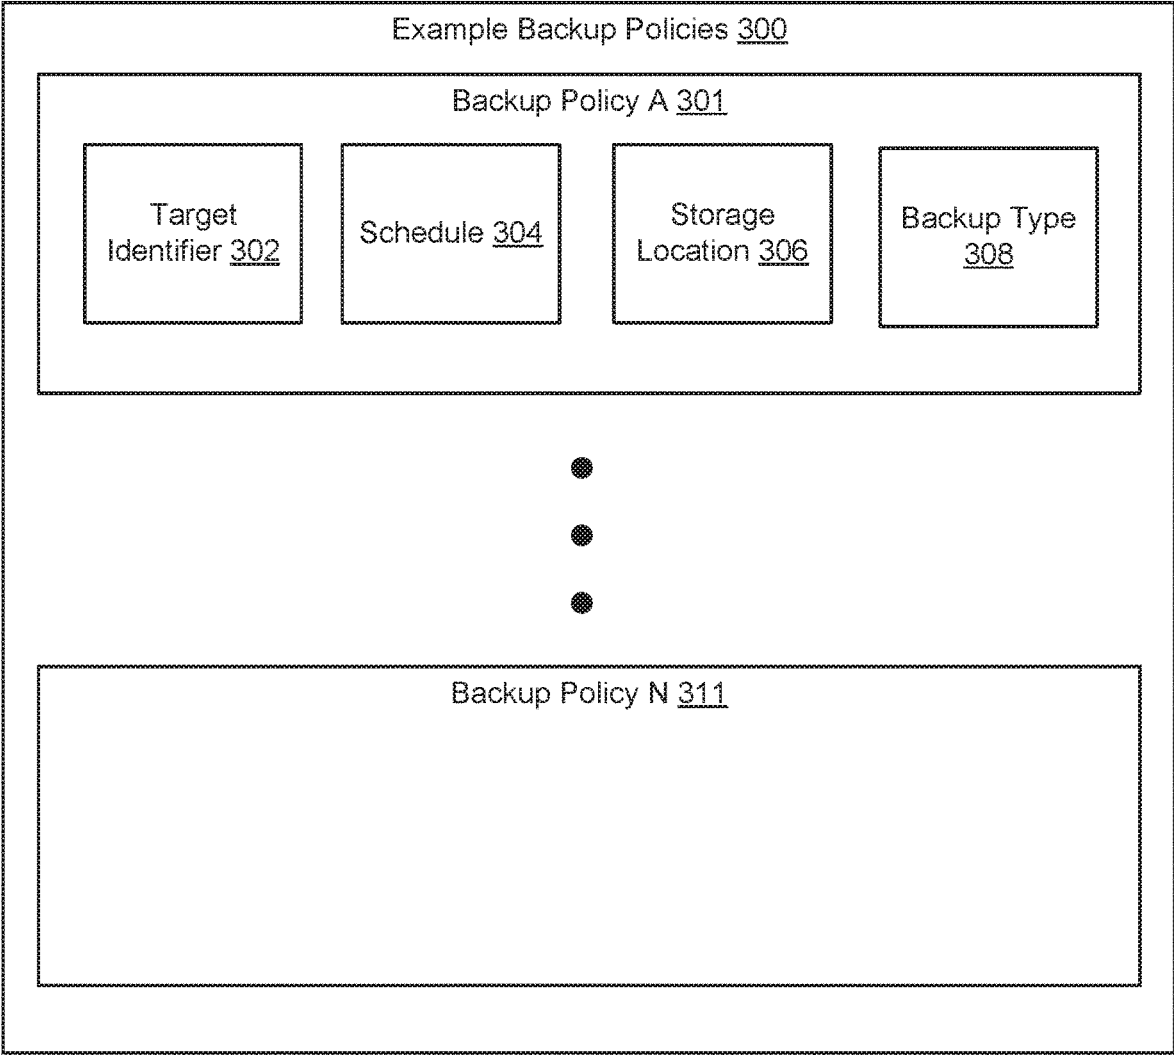 Example Backup Policies 300
Backup Policy A 301
Target
Identifier 302
Schedule 304
Storage
Location 306
Backup Type
308
Backup Policy N 311